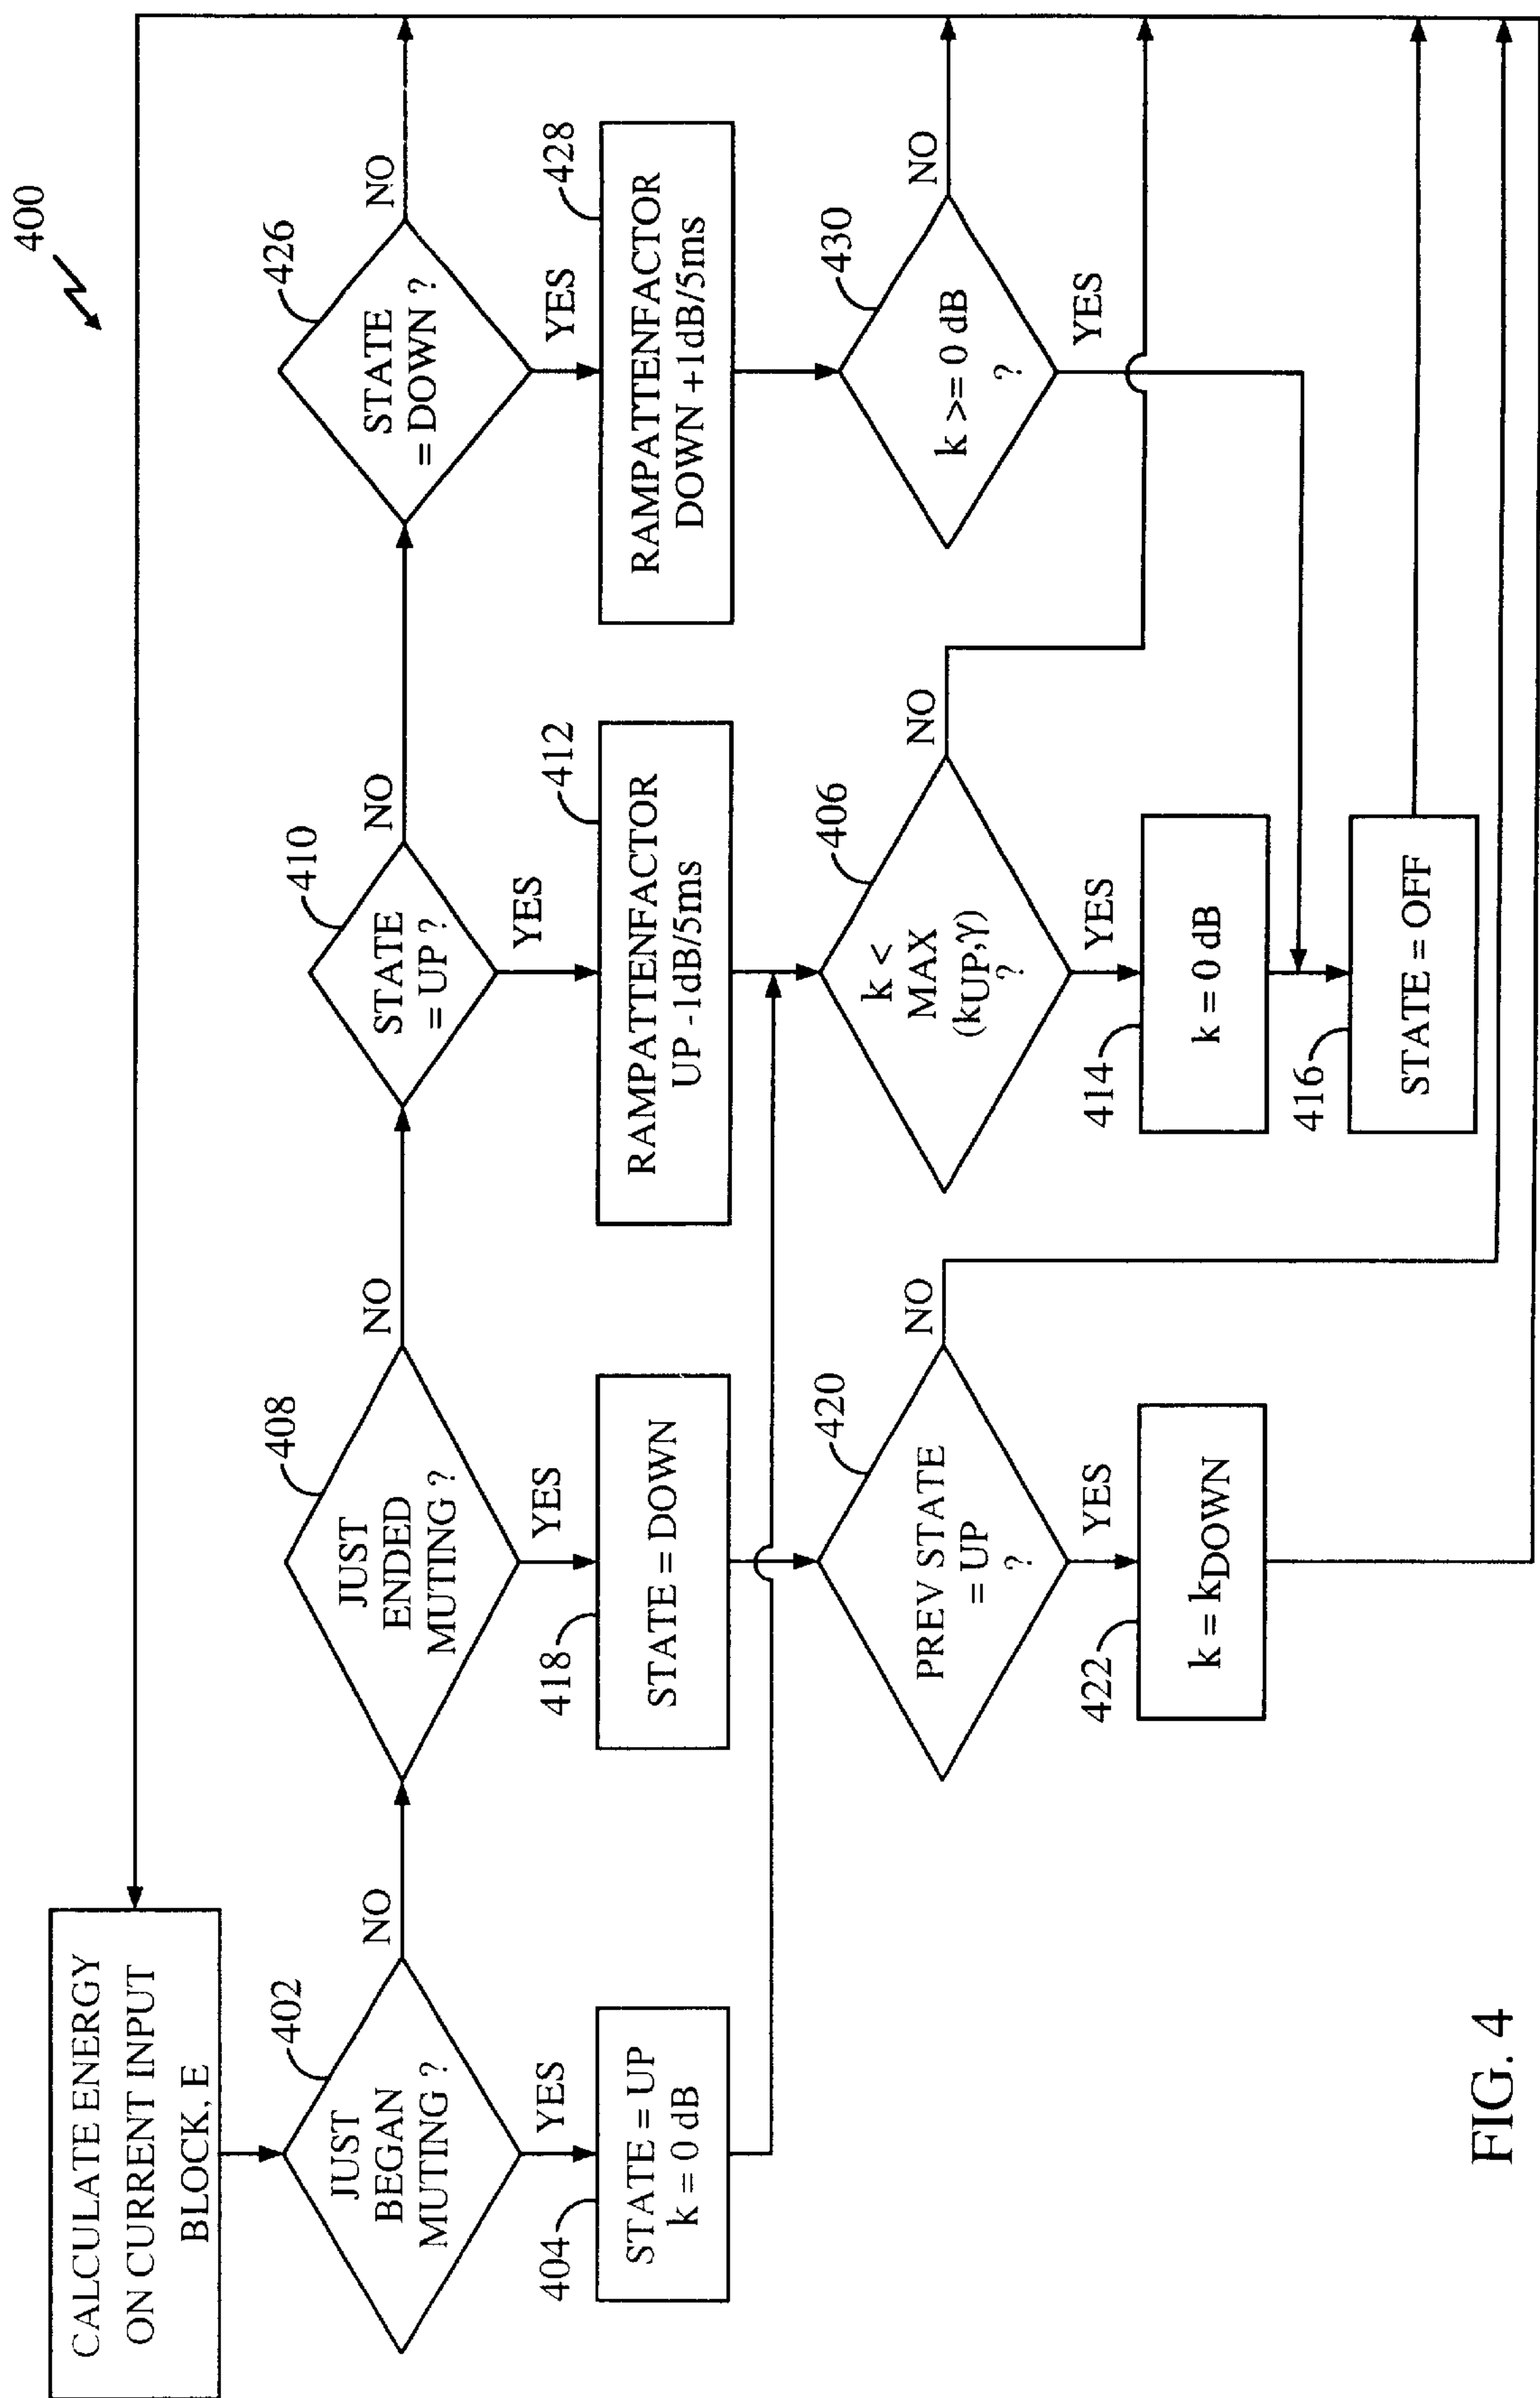 400
CALCULATE ENERGY
ON CURRENT INPUT
BLOCK, E
402
JUST
BEGAN
MUTING ?
NO
YES
404
STATE = UP
k = 0 dB
408
JUST
ENDED
MUTING ?
NO
YES
418
STATE = DOWN
420
PREV STATE
= UP
?
NO
YES
422
k = kDOWN
410
STATE
= UP ?
NO
YES
412
RAMPATTENFACTOR
UP -1dB/5ms
406
k <
MAX
(kUP,γ)
?
NO
YES
414
k = 0 dB
416
STATE = OFF
426
STATE
= DOWN ?
NO
YES
428
RAMPATTENFACTOR
DOWN +1dB/5ms
430
k >= 0 dB
?
NO
YES
FIG. 4